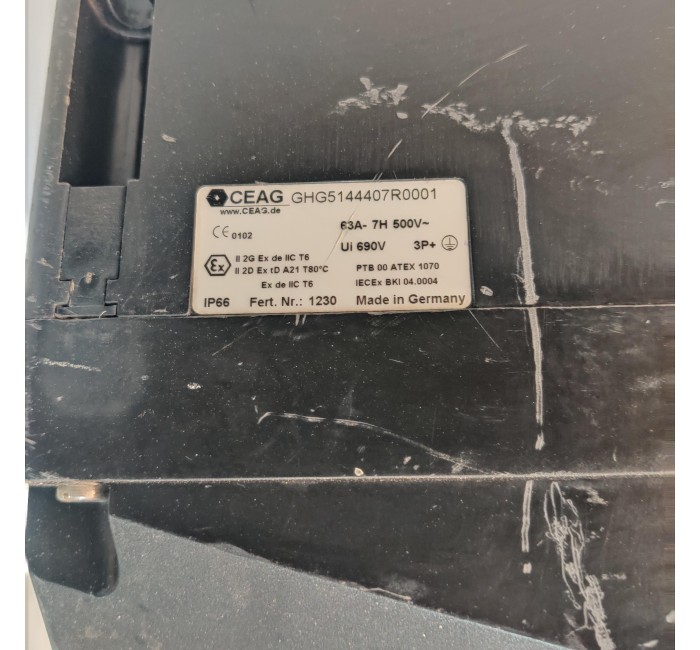 CEAG GHG5144407R0001
www.CEAG.de
63A- 7H 500V~
CE 0102
Ui 690V 3P+
Ex II 2G Ex de IIC T6
II 2D Ex tD A21 T80°C PTB 00 ATEX 1070
Ex de IIC T6 IECEx BKI 04.0004
IP66 Fert. Nr.: 1230 Made in Germany